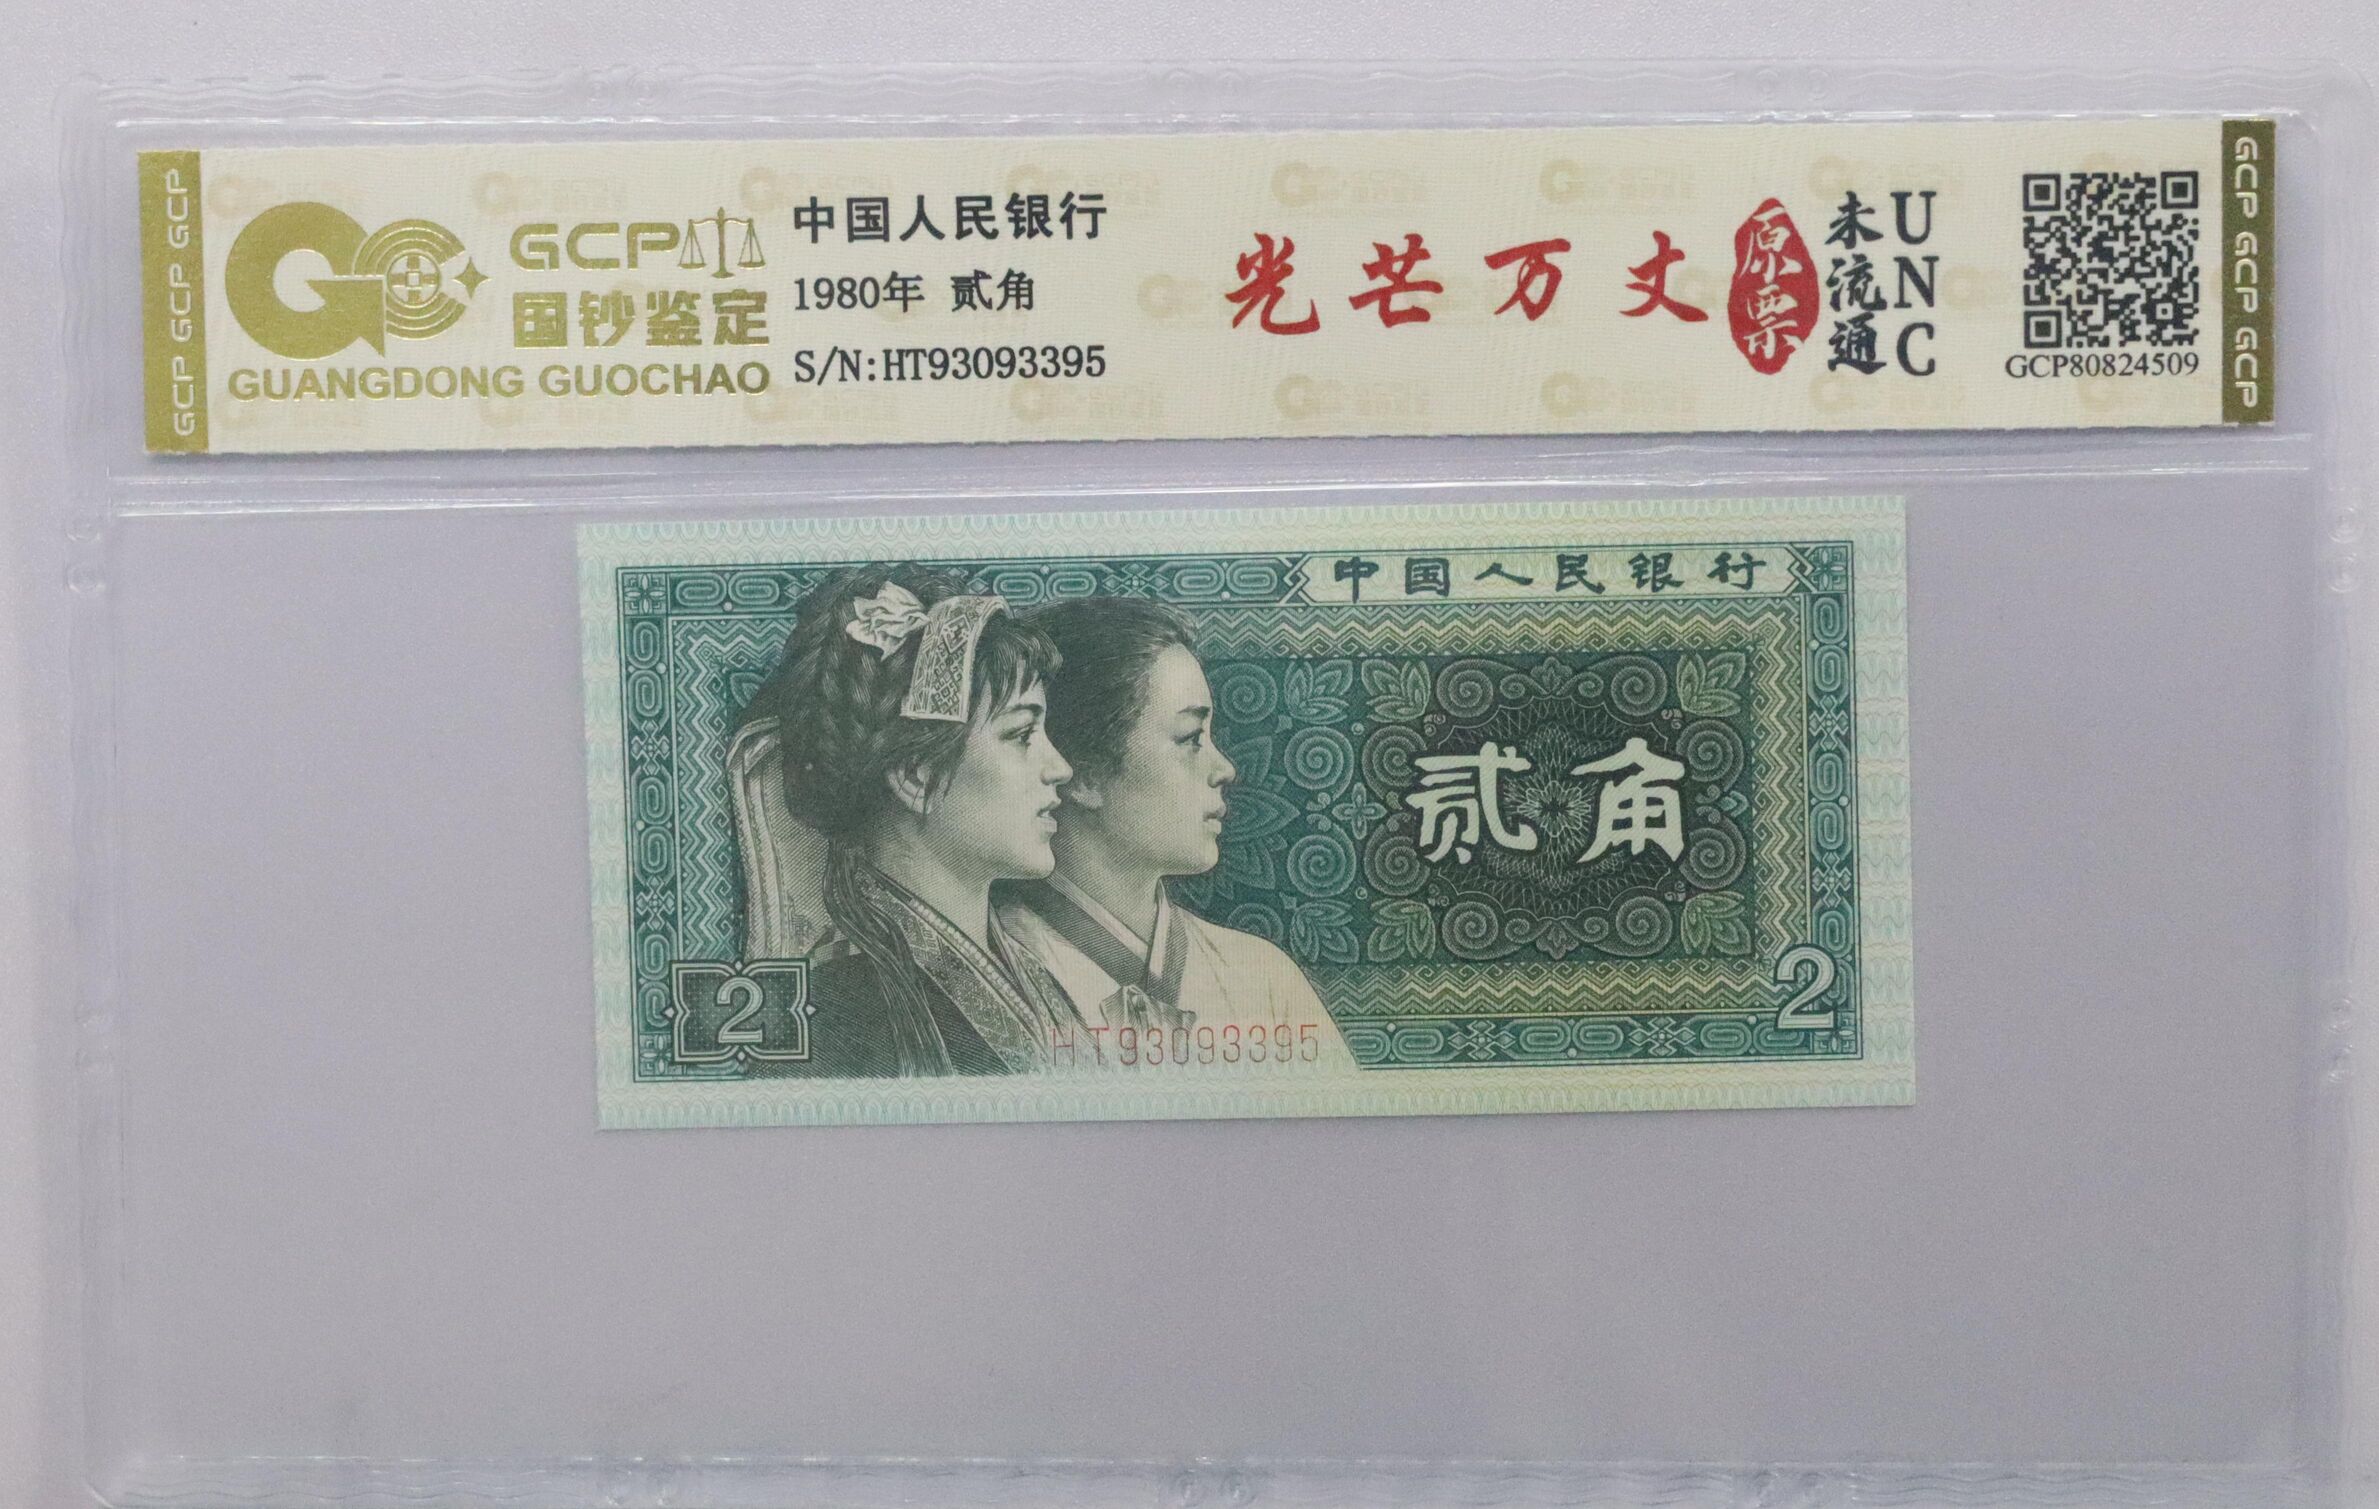 GCP GCP GCP
GCP
国钞鉴定
GUANGDONG GUOCHAO
中国人民银行
1980年 贰角
S/N:HT93093395
光芒万丈
原票
未流通
UNC
GCP80824509
GCP GCP GCP
中国人民银行
贰角
2
2
HT93093395